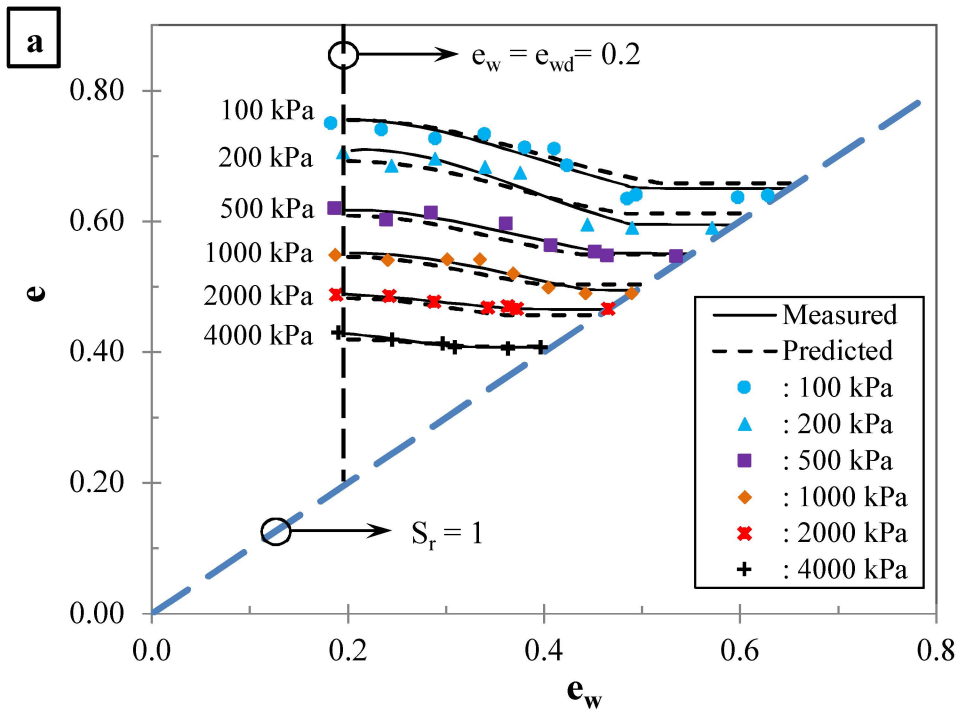 a
e_w = e_wd= 0.2
0.80
0.60
0.40
0.20
0.00
100 kPa
200 kPa
500 kPa
1000 kPa
2000 kPa
4000 kPa
S_r = 1
Measured
Predicted
: 100 kPa
: 200 kPa
: 500 kPa
: 1000 kPa
: 2000 kPa
: 4000 kPa
e
0.0 0.2 0.4 0.6 0.8
e_w